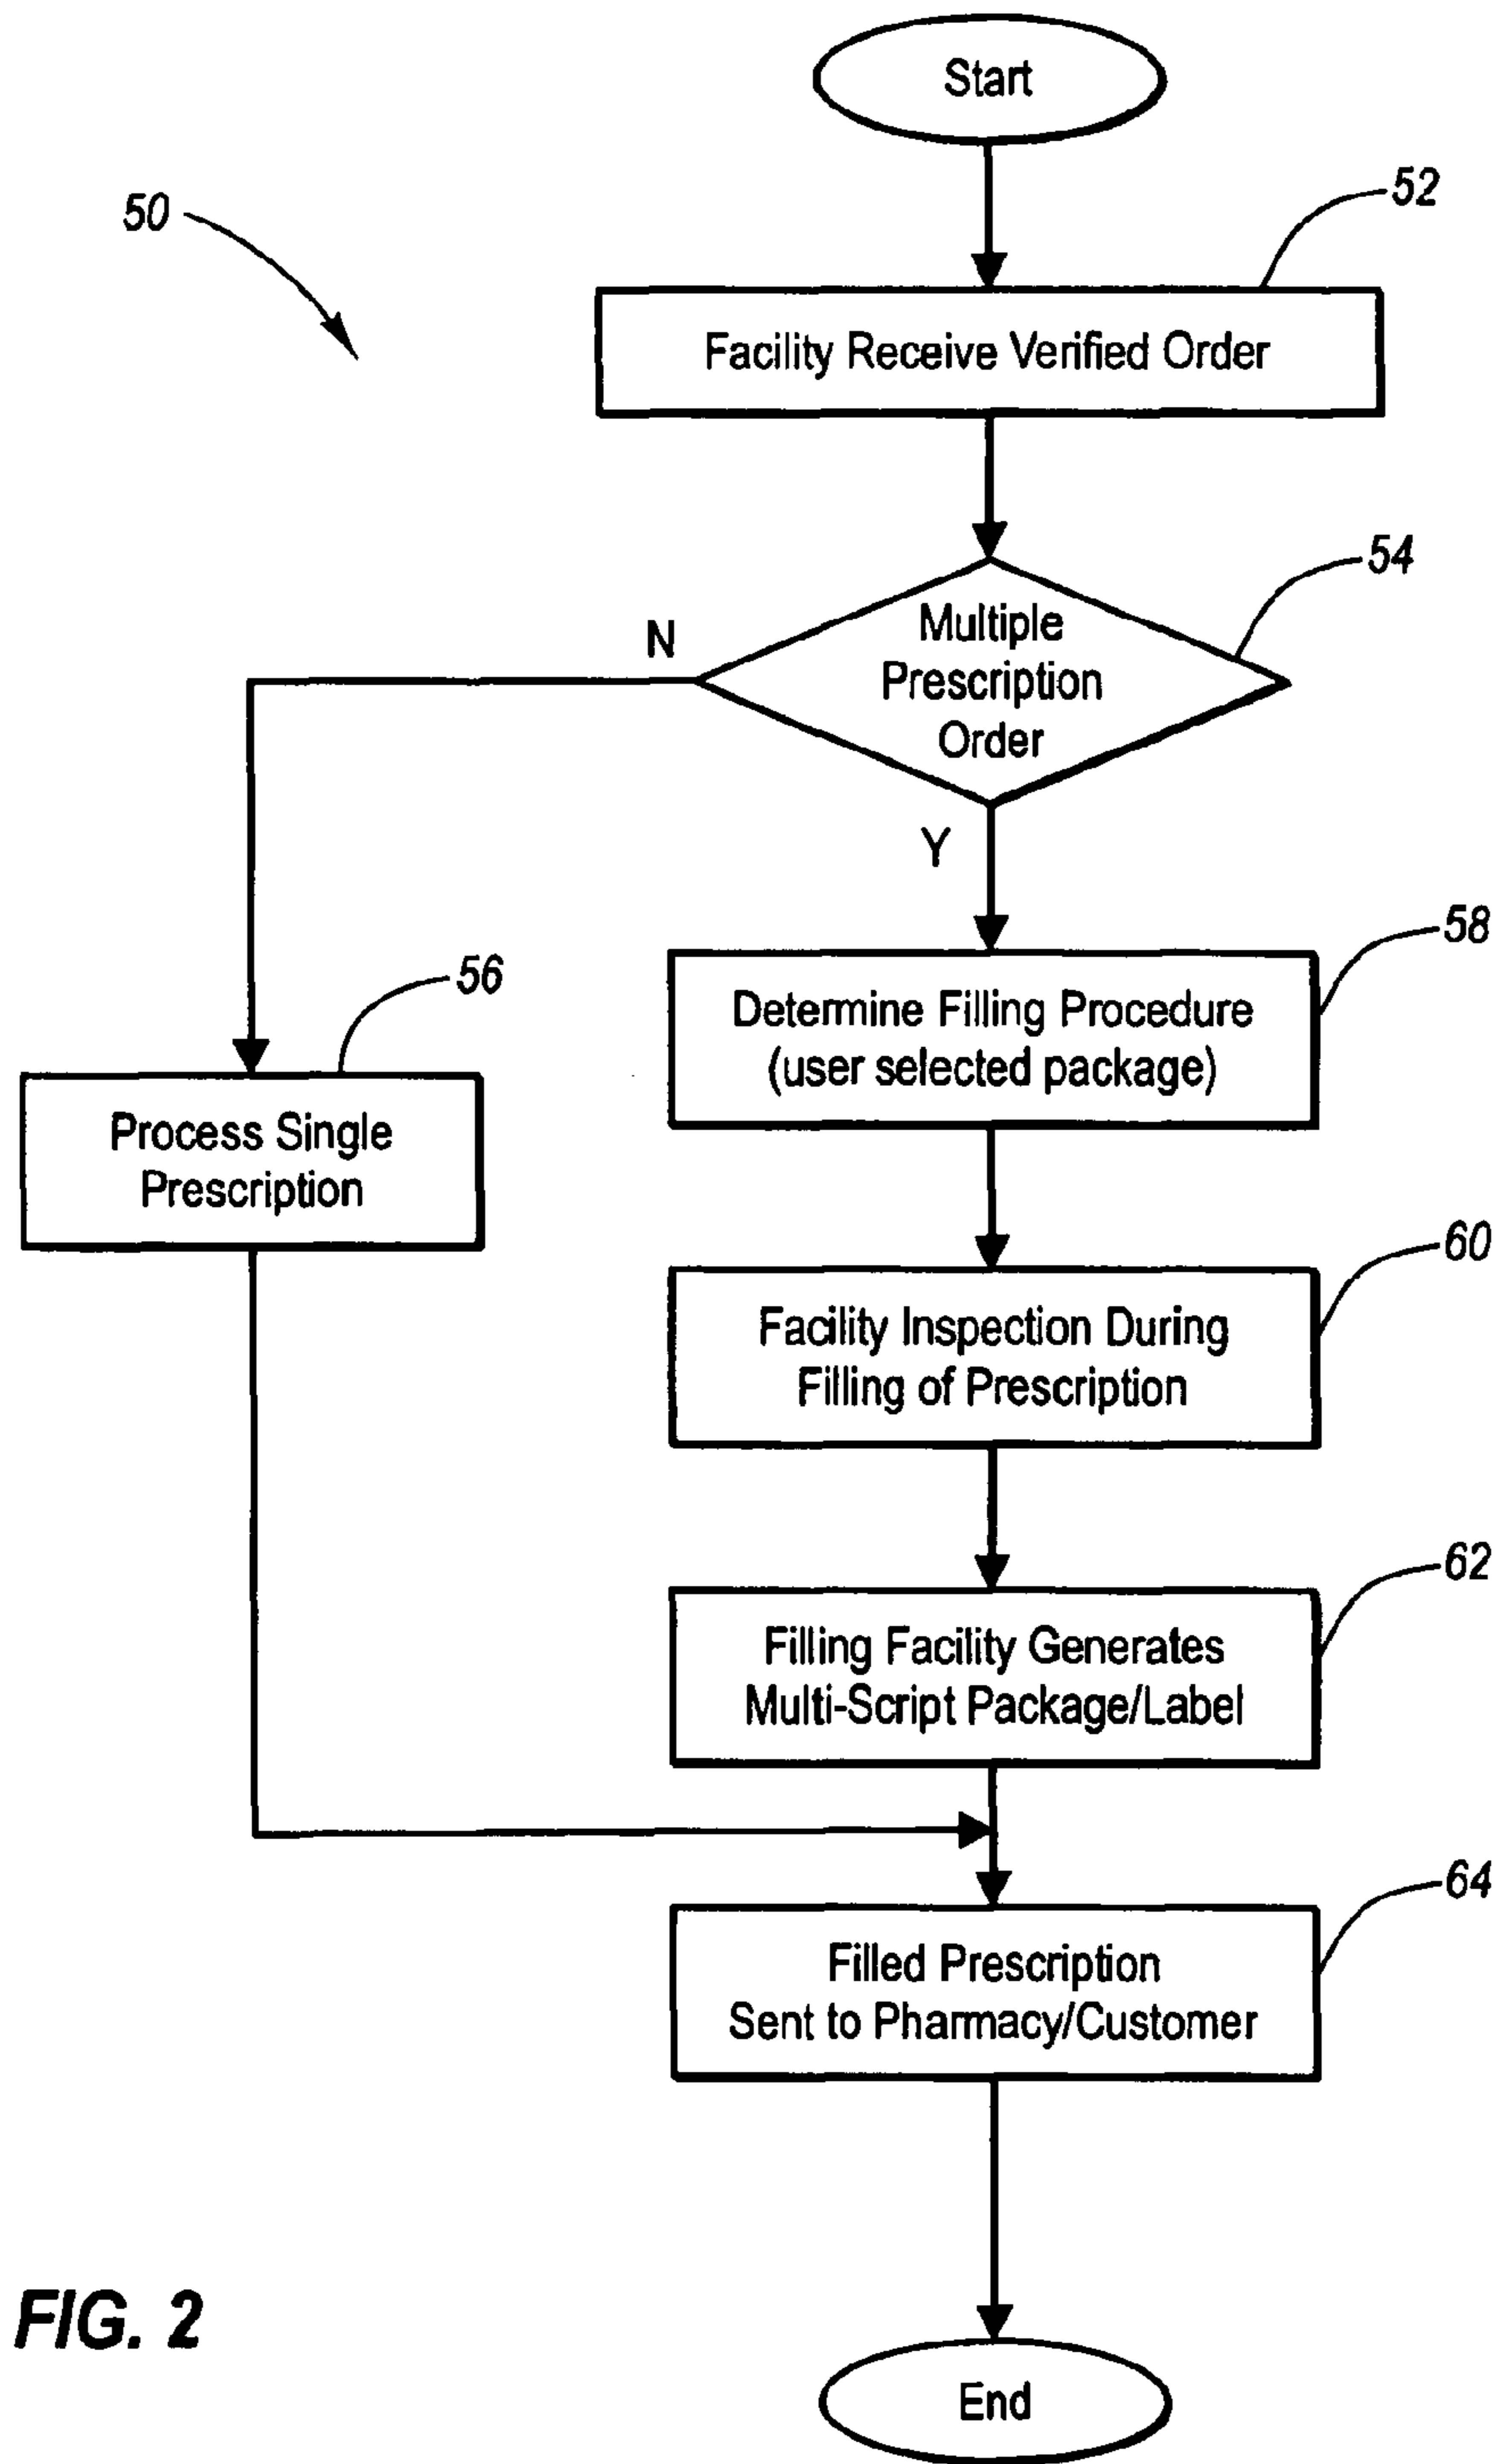 Start
50
52
Facility Receive Verified Order
54
N
Multiple
Prescription
Order
Y
58
56
Determine Filling Procedure
(user selected package)
Process Single
Prescription
60
Facility Inspection During
Filling of Prescription
62
Filling Facility Generates
Multi-Script Package/Label
64
Filled Prescription
Sent to Pharmacy/Customer
FIG. 2
End